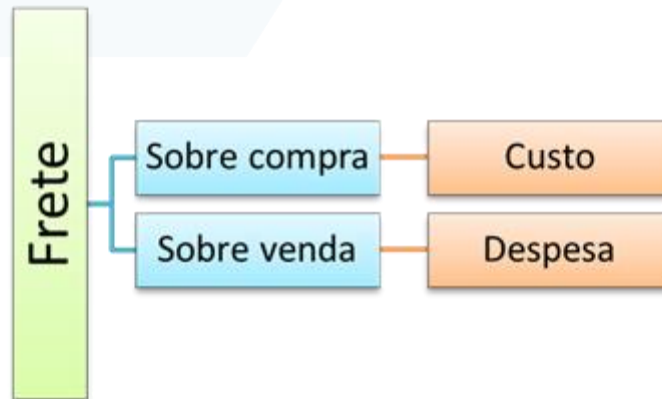 Frete
Sobre compra
Custo
Sobre venda
Despesa